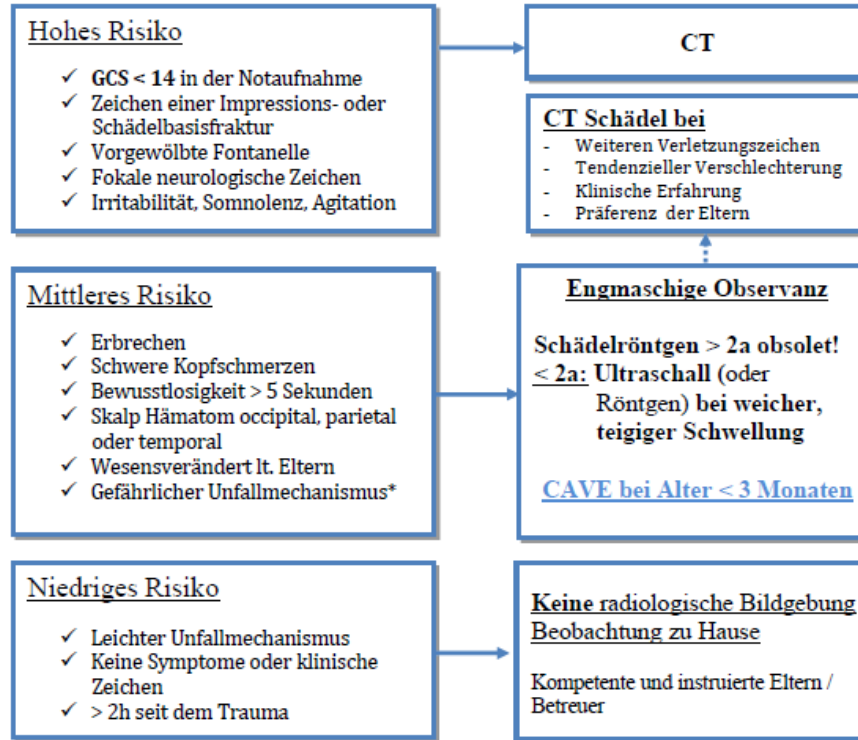 Hohes Risiko
✓ GCS < 14 in der Notaufnahme
✓ Zeichen einer Impressions- oder
Schädelbasisfraktur
✓ Vorgewölbte Fontanelle
✓ Fokale neurologische Zeichen
✓ Irritabilität, Somnolenz, Agitation
CT
CT Schädel bei
- Weiteren Verletzungszeichen
- Tendenzieller Verschlechterung
- Klinische Erfahrung
- Präferenz der Eltern
Mittleres Risiko
✓ Erbrechen
✓ Schwere Kopfschmerzen
✓ Bewusstlosigkeit > 5 Sekunden
✓ Skalp Hämatom occipital, parietal
oder temporal
✓ Wesensverändert lt. Eltern
✓ Gefährlicher Unfallmechanismus*
Engmaschige Observanz
Schädelröntgen > 2a obsolet!
< 2a: Ultraschall (oder
Röntgen) bei weicher,
teigiger Schwellung
CAVE bei Alter < 3 Monaten
Niedriges Risiko
✓ Leichter Unfallmechanismus
✓ Keine Symptome oder klinische
Zeichen
✓ > 2h seit dem Trauma
Keine radiologische Bildgebung
Beobachtung zu Hause
Kompetente und instruierte Eltern /
Betreuer